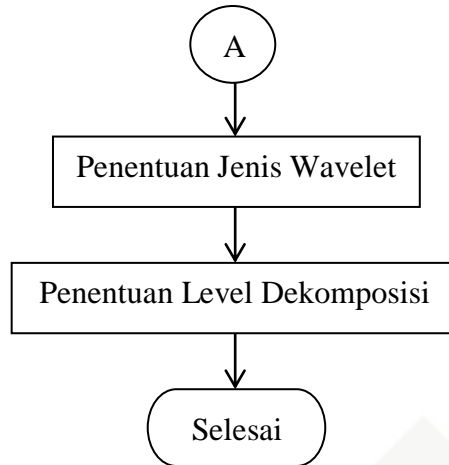 A
Penentuan Jenis Wavelet
Penentuan Level Dekomposisi
Selesai